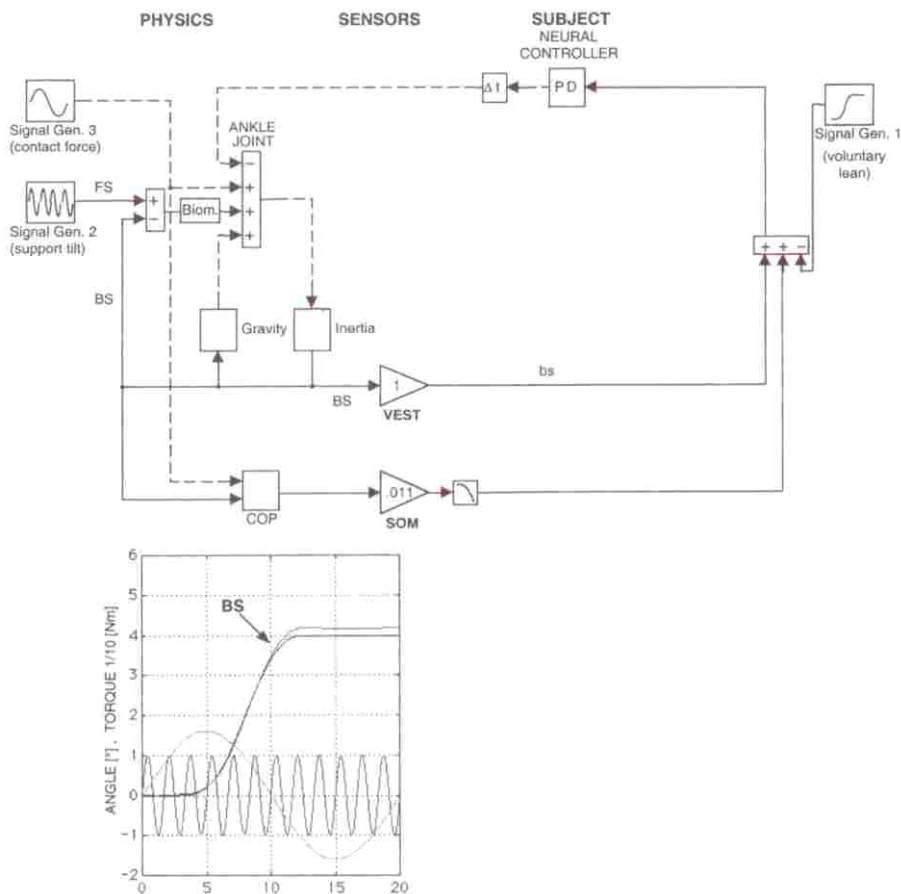 PHYSICS
SENSORS
SUBJECT
NEURAL
CONTROLLER
Δt
PD
Signal Gen. 3
(contact force)
ANKLE
JOINT
Signal Gen. 1
(voluntary
lean)
−
+
+
+
FS
+
−
Biom.
Signal Gen. 2
(support tilt)
+ + −
BS
Gravity
Inertia
BS
1
VEST
bs
COP
.011
SOM
6
5
4
3
2
1
0
-1
-2
BS
ANGLE [°] , TORQUE 1/10 [Nm]
0 5 10 15 20